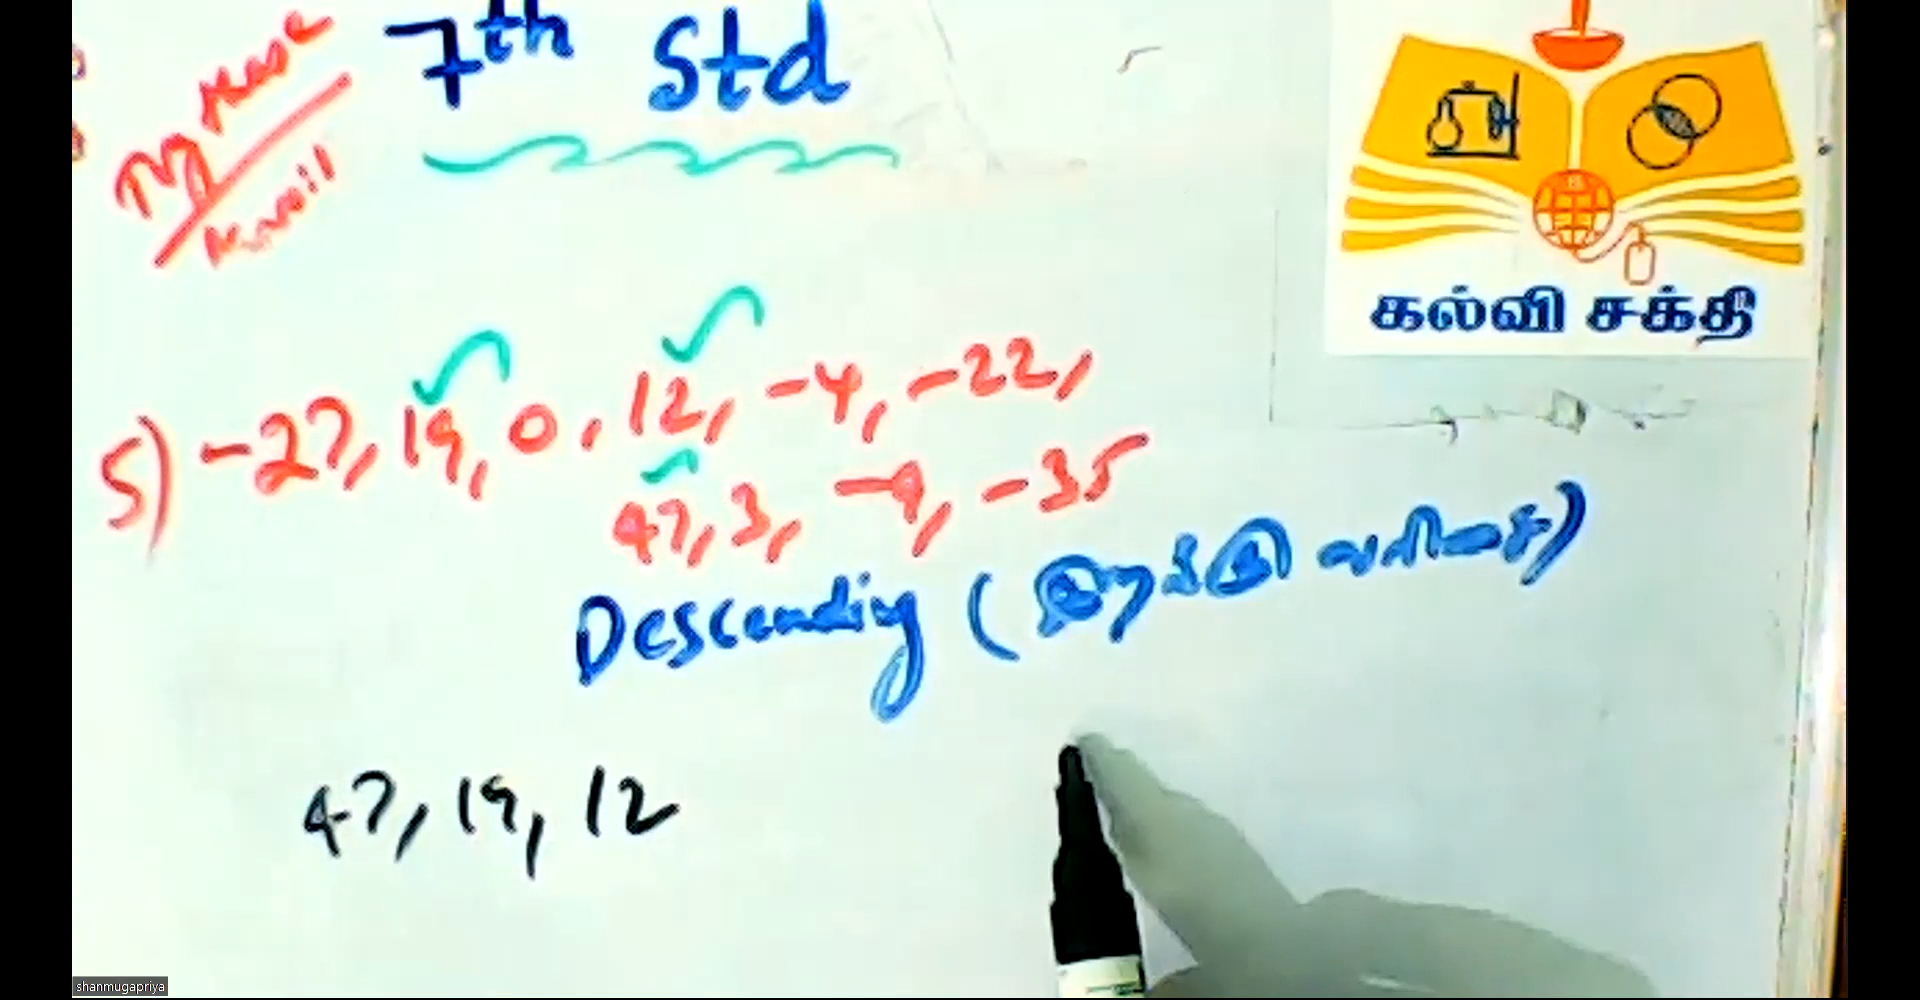 7th Std
கல்வி சக்தி
5) -27, 19, 0, 12, -4, -22,
47, 3, -9, -35
Descending (இறங்கு வரிசை)
47, 19, 12
shanmugapriya